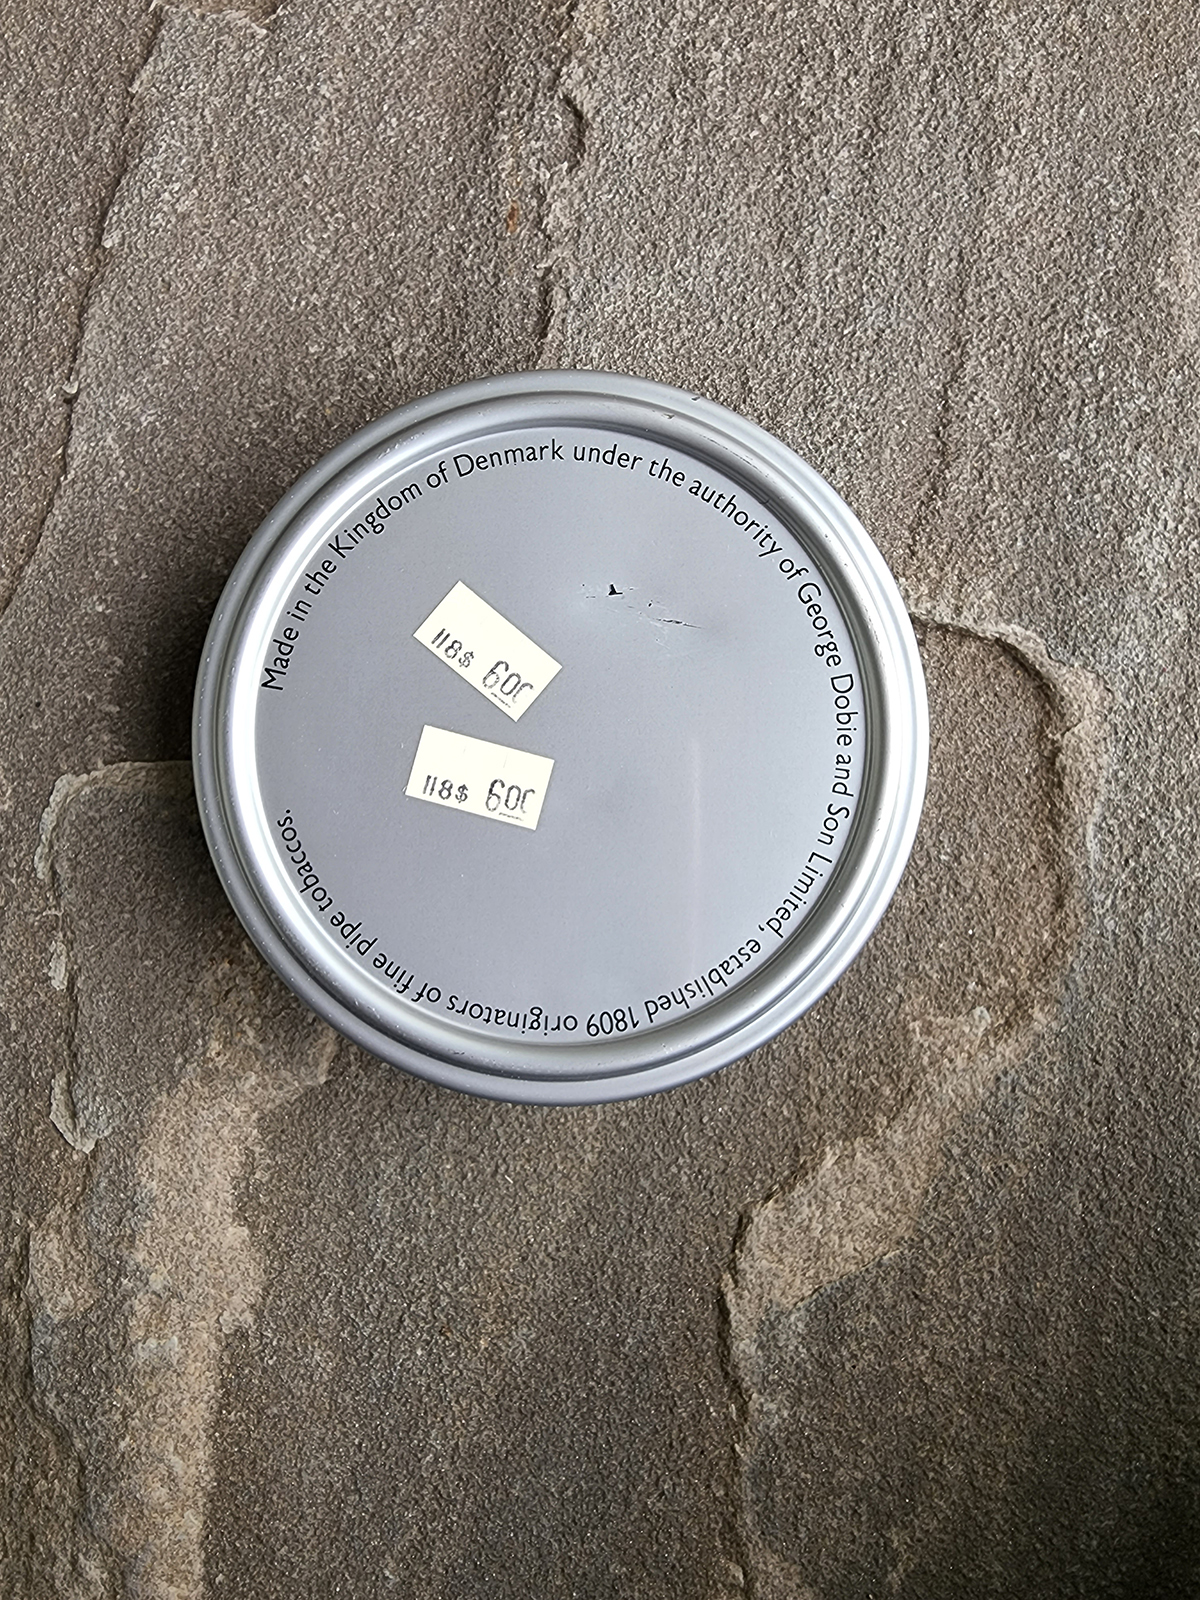 Made in the Kingdom of Denmark under the authority of George Dobie and Son Limited, established 1809 originators of fine pipe tobaccos.
118$ 600
118$ 600